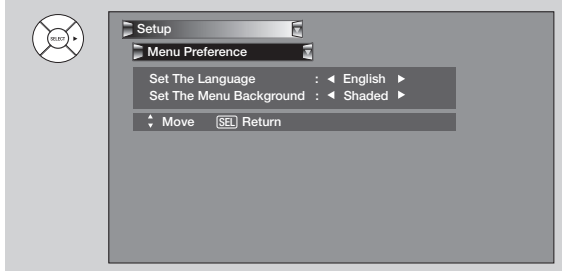 SELECT
Setup
Menu Preference
Set The Language : ◄ English ►
Set The Menu Background : ◄ Shaded ►
Move SEL Return